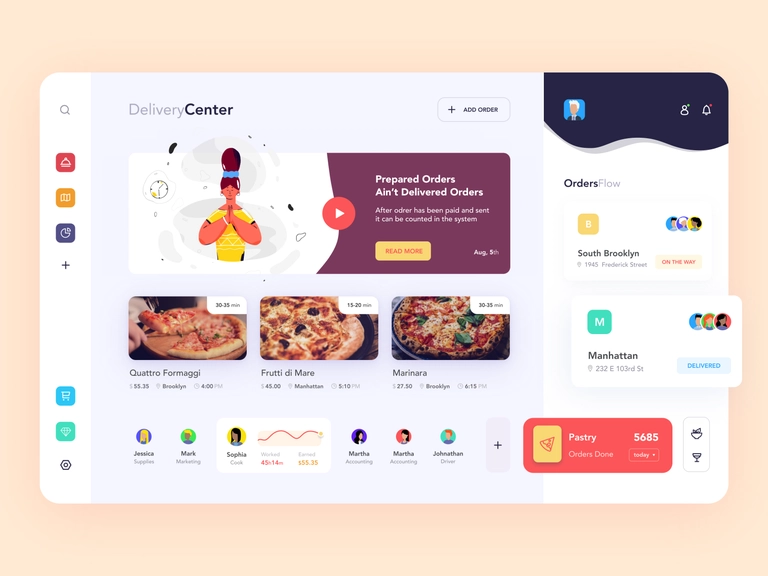 DeliveryCenter
ADD ORDER
Prepared Orders
Ain't Delivered Orders
After odrer has been paid and sent
it can be counted in the system
READ MORE
Aug, 5th
30-35 min
15-20 min
30-35 min
Quattro Formaggi
Frutti di Mare
Marinara
$ 55.35 Brooklyn 4:00 PM
$ 45.00 Manhattan 5:10 PM
$ 27.50 Brooklyn 6:15 PM
Jessica
Supplies
Mark
Marketing
Sophia
Cook
Worked
45h14m
Earned
$55.35
Martha
Accounting
Martha
Accounting
Johnathan
Driver
OrdersFlow
B
South Brooklyn
1945 Frederick Street
ON THE WAY
M
Manhattan
232 E 103rd St
DELIVERED
Pastry
5685
Orders Done
today